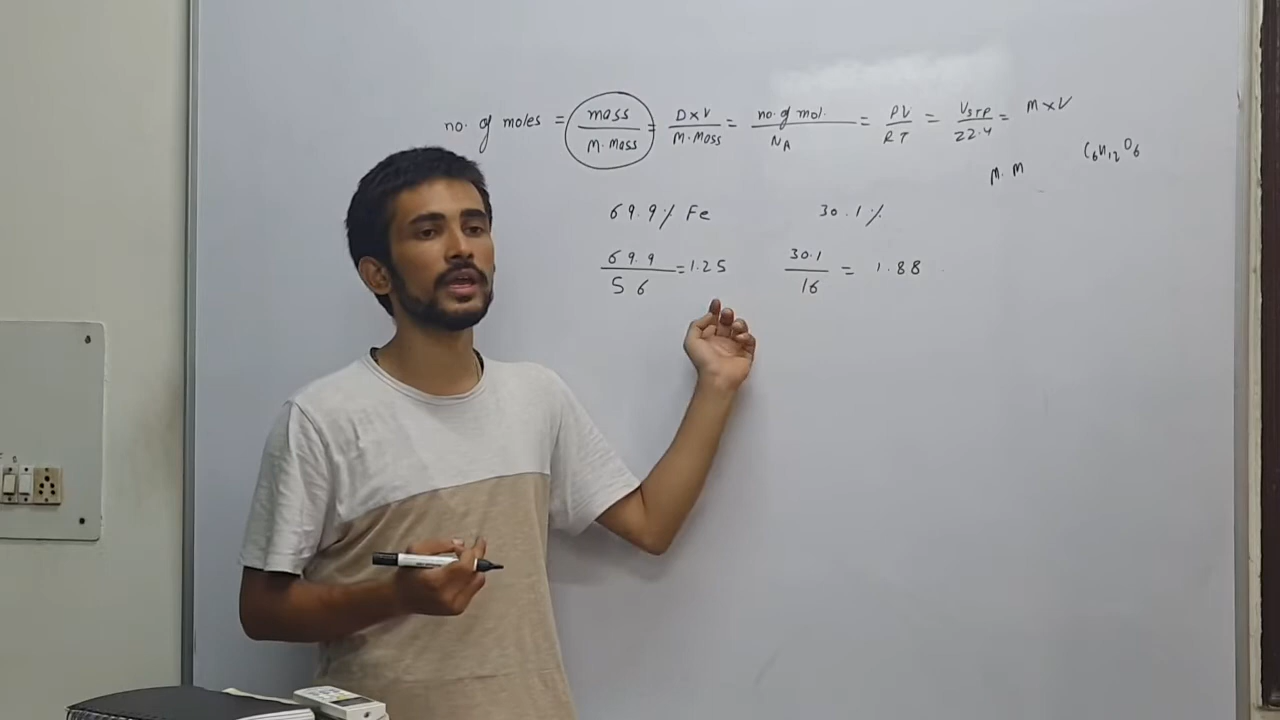 no. of moles = mass / M. Mass = D x V / M. Mass = no. of mol. / NA = PV / RT = VSTP / 22.4 = M x V
M. M C6H12O6
69.9% Fe 30.1%
69.9 / 56 = 1.25 30.1 / 16 = 1.88